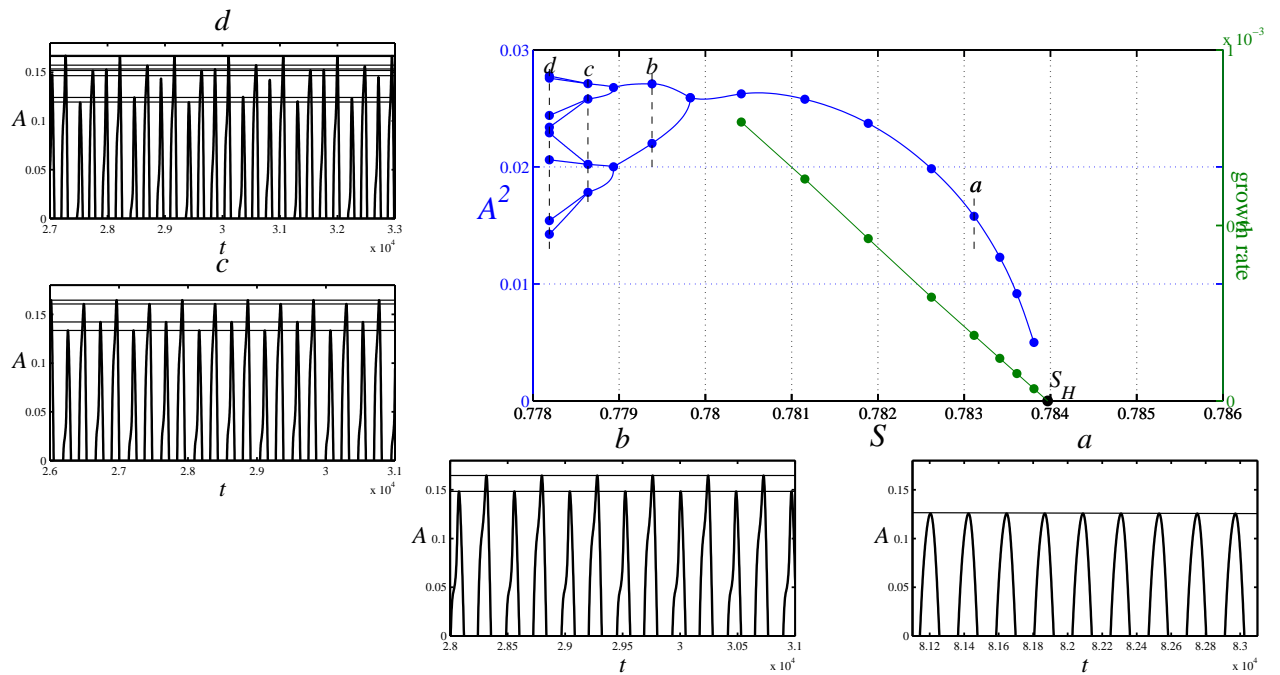 d
0.15
A 0.1
0.05
0
2.7 2.8 2.9 3 3.1 3.2 3.3
x 10^4
t
c
0.15
A 0.1
0.05
0
2.6 2.7 2.8 2.9 3 3.1
x 10^4
t
0.03
0.02
A^2
0.01
0
d c b
a
S_H
0.778 0.779 0.78 0.781 0.782 0.783 0.784 0.785 0.786
S
x 10^-3
1
growth rate
0
b
0.15
A 0.1
0.05
0
2.8 2.85 2.9 2.95 3 3.05 3.1
x 10^4
t
a
0.15
A 0.1
0.05
0
8.12 8.14 8.16 8.18 8.2 8.22 8.24 8.26 8.28 8.3
x 10^4
t